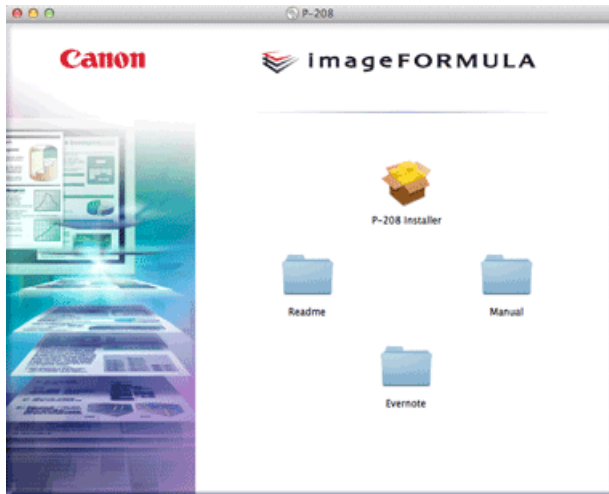 P-208
Canon
imageFORMULA
P-208 Installer
Readme
Manual
Evernote